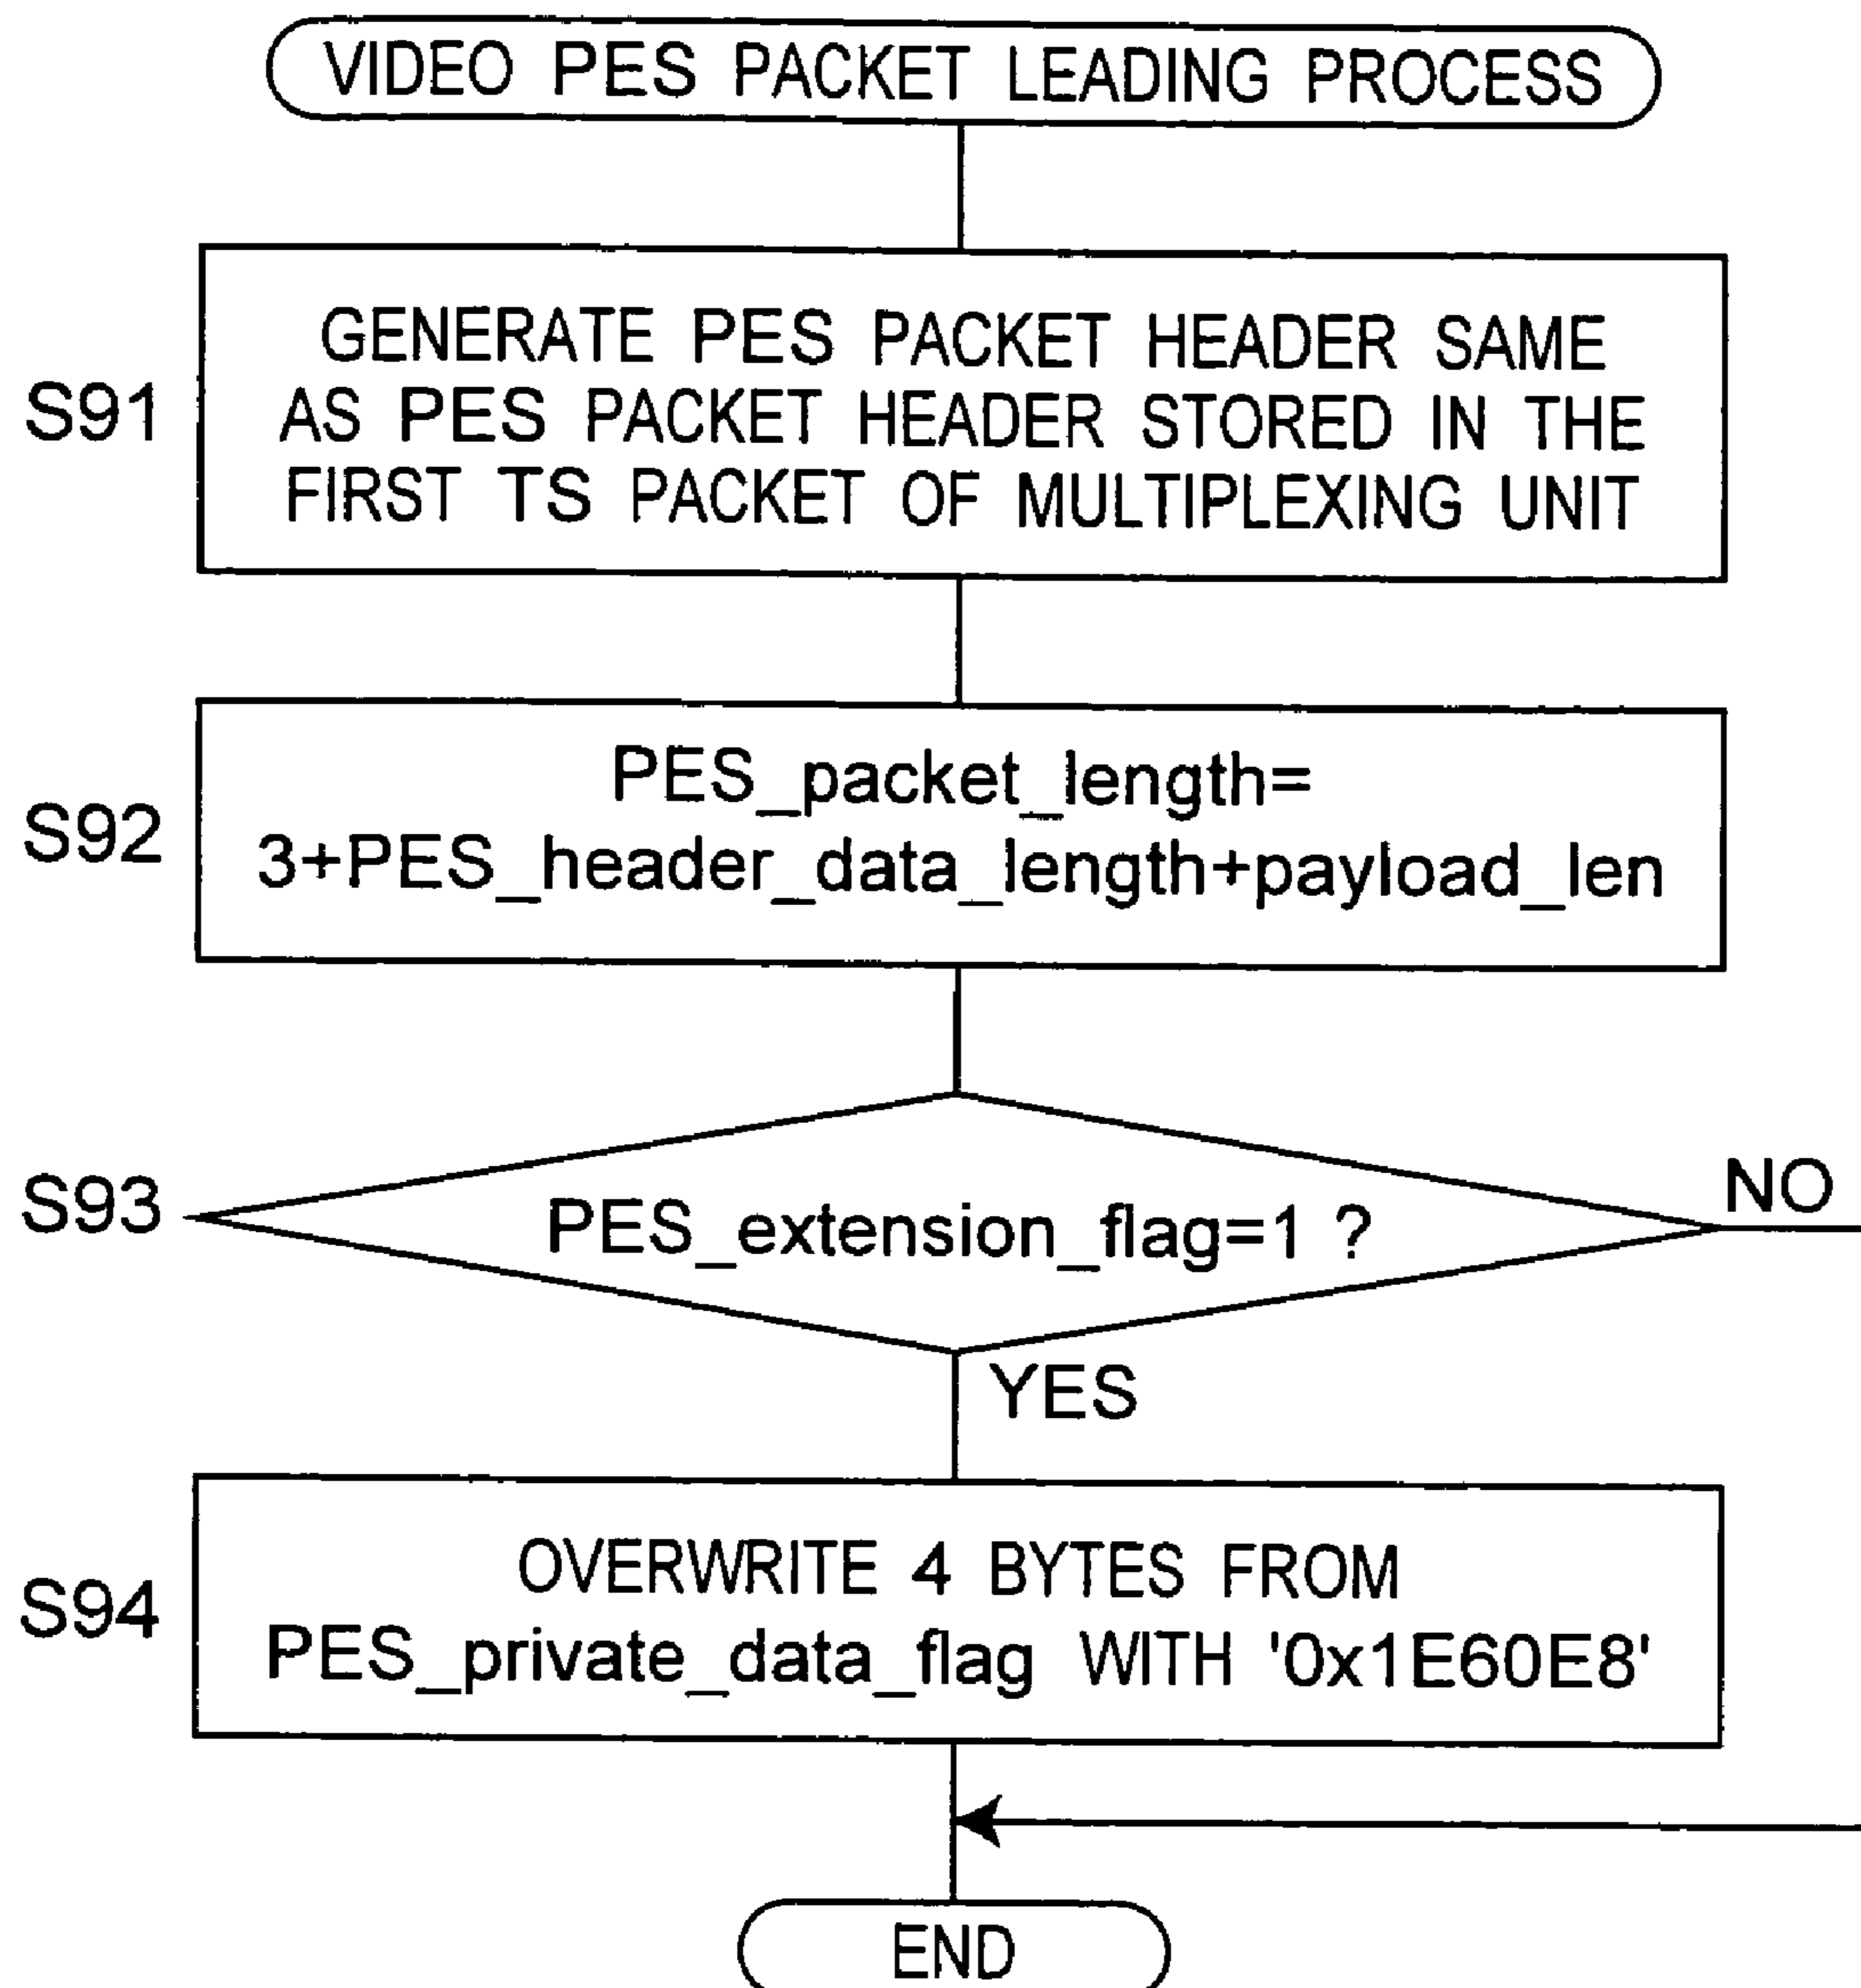 VIDEO PES PACKET LEADING PROCESS
S91
GENERATE PES PACKET HEADER SAME
AS PES PACKET HEADER STORED IN THE
FIRST TS PACKET OF MULTIPLEXING UNIT
S92
PES_packet_length=
3+PES_header_data_length+payload_len
S93
PES_extension_flag=1 ?
NO
YES
S94
OVERWRITE 4 BYTES FROM
PES_private_data_flag WITH '0x1E60E8'
END